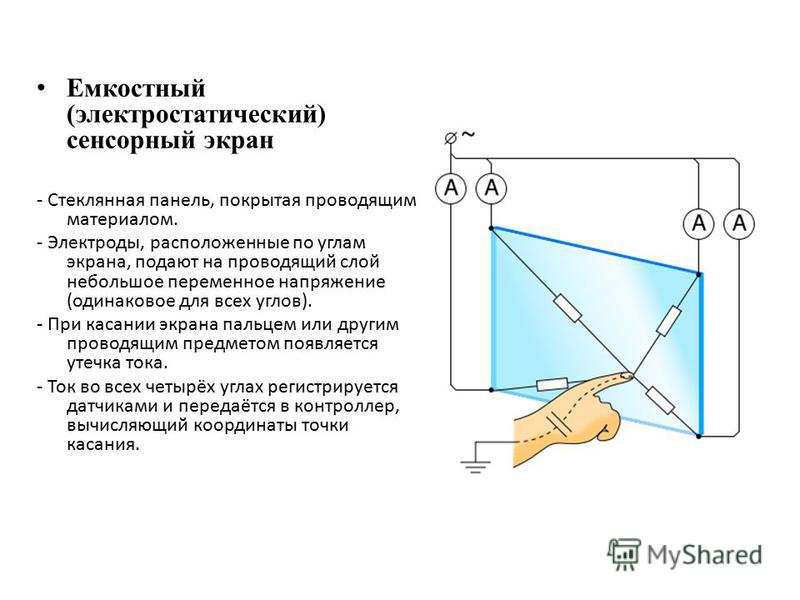 • Емкостный
(электростатический)
сенсорный экран
- Стеклянная панель, покрытая проводящим
материалом.
- Электроды, расположенные по углам
экрана, подают на проводящий слой
небольшое переменное напряжение
(одинаковое для всех углов).
- При касании экрана пальцем или другим
проводящим предметом появляется
утечка тока.
- Ток во всех четырёх углах регистрируется
датчиками и передаётся в контроллер,
вычисляющий координаты точки
касания.
~
A A
A A
MyShared